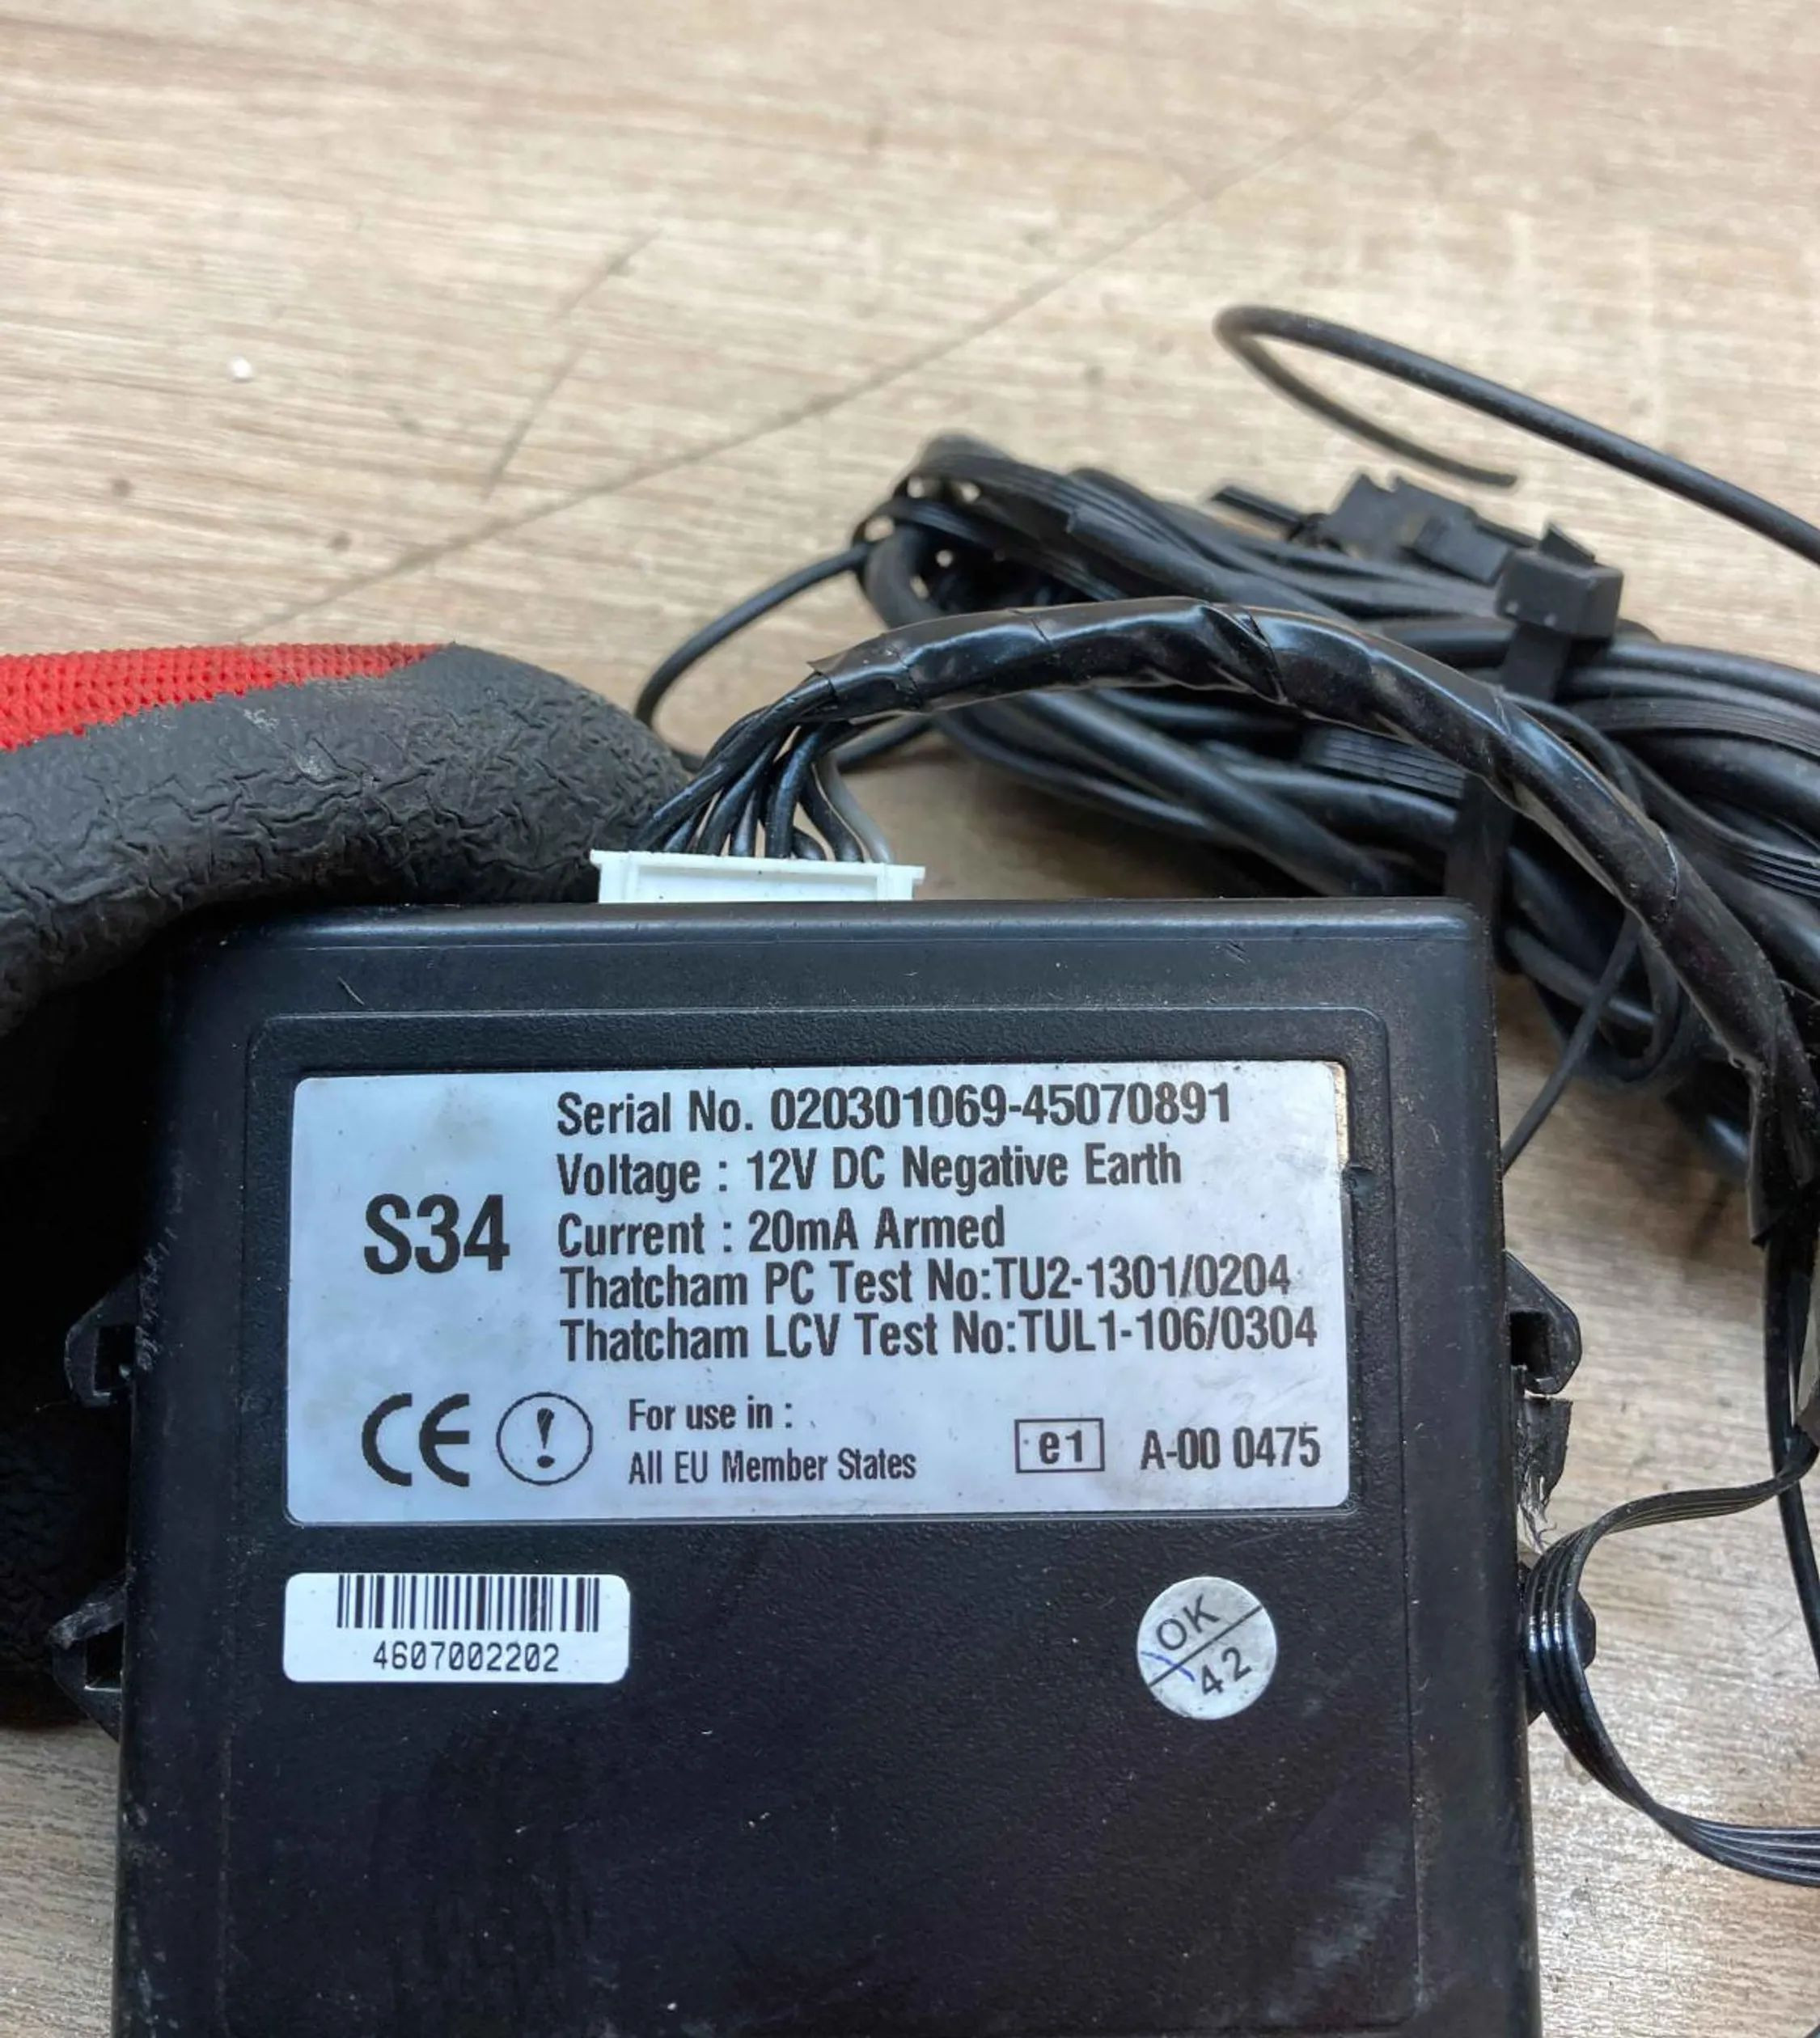 S34
Serial No. 020301069-45070891
Voltage : 12V DC Negative Earth
Current : 20mA Armed
Thatcham PC Test No:TU2-1301/0204
Thatcham LCV Test No:TUL1-106/0304
CE ! For use in :
All EU Member States
e1 A-00 0475
4607002202
OK
42